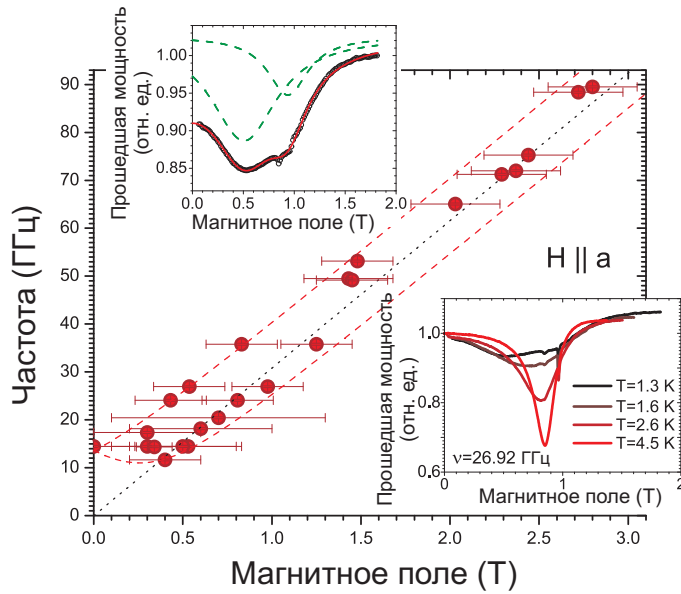 Прошедшая мощность
(отн. ед.)
1.00
0.95
0.90
0.85
0.0 0.5 1.0 1.5 2.0
Магнитное поле (T)
Частота (ГГц)
90
80
70
60
50
40
30
20
10
0
H || a
Прошедшая мощность
(отн. ед.)
1.0
0.8
0.6
T=1.3 K
T=1.6 K
T=2.6 K
T=4.5 K
ν=26.92 ГГц
0 1 2
Магнитное поле (T)
0.0 0.5 1.0 1.5 2.0 2.5 3.0
Магнитное поле (T)